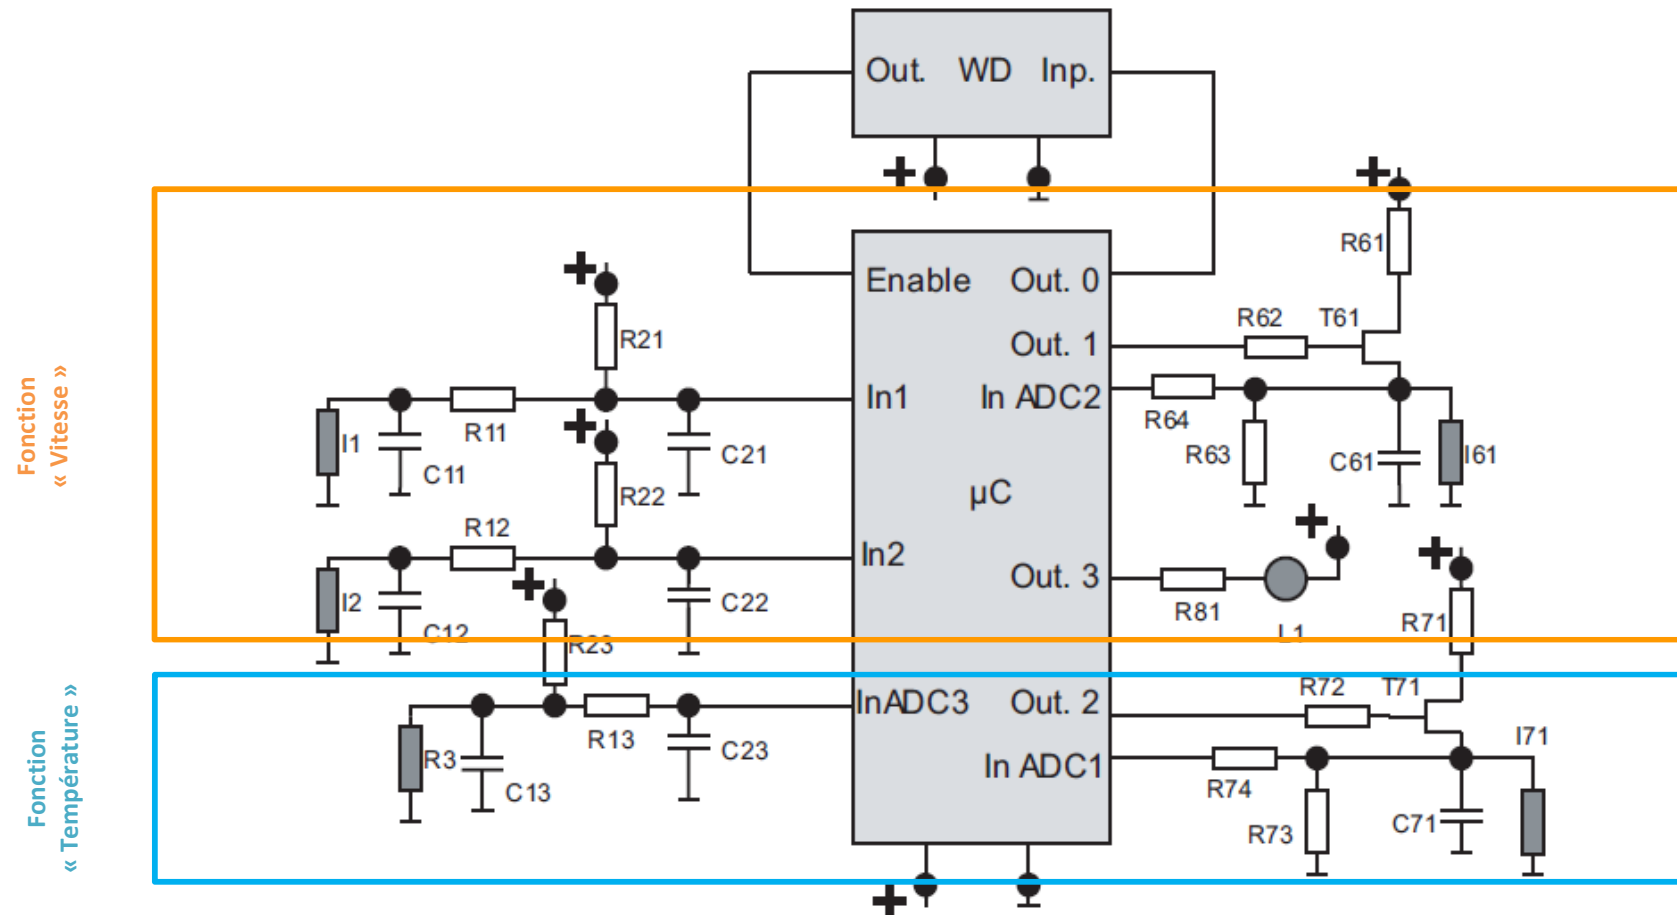 Out. WD Inp.
+
+
R61
+
Enable Out. 0
R21
R62 T61
Out. 1
In1 In ADC2
R11
+
R64
I1
C11
C21
R63
C61
I61
Fonction
« Vitesse »
R22
µC
+
R12
In2
+
+
Out. 3
I2
C12
C22
R81
L1
R71
R23
InADC3 Out. 2
R72 T71
R13
C23
I71
R3
C13
In ADC1
R74
R73
C71
Fonction
« Température »
+